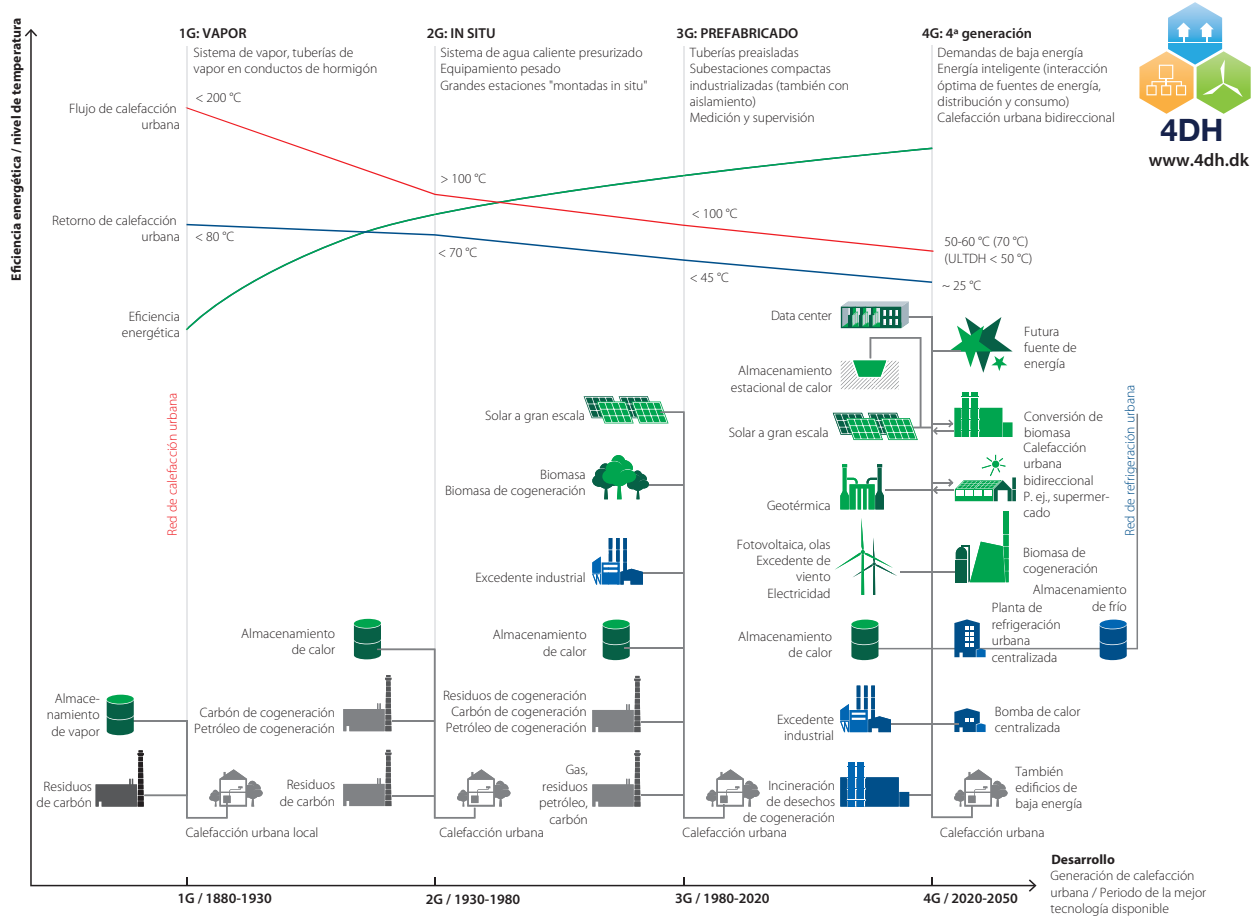 Eficiencia energética / nivel de temperatura
1G: VAPOR
Sistema de vapor, tuberías de
vapor en conductos de hormigón
2G: IN SITU
Sistema de agua caliente presurizado
Equipamiento pesado
Grandes estaciones "montadas in situ"
3G: PREFABRICADO
Tuberías preaisladas
Subestaciones compactas
industrializadas (también con
aislamiento)
Medición y supervisión
4G: 4ª generación
Demandas de baja energía
Energía inteligente (interacción
óptima de fuentes de energía,
distribución y consumo)
Calefacción urbana bidireccional
4DH
www.4dh.dk
Flujo de calefacción
urbana
< 200 °C
> 100 °C
< 100 °C
50-60 °C (70 °C)
(ULTDH < 50 °C)
Retorno de calefacción
urbana
< 80 °C
< 70 °C
< 45 °C
~ 25 °C
Eficiencia
energética
Red de calefacción urbana
Almace-
namiento
de vapor
Residuos
de carbón
Calefacción urbana local
Almacenamiento
de calor
Carbón de cogeneración
Petróleo de cogeneración
Residuos
de carbón
Calefacción urbana
Solar a gran escala
Biomasa
Biomasa de cogeneración
Excedente industrial
Almacenamiento
de calor
Residuos de cogeneración
Carbón de cogeneración
Petróleo de cogeneración
Gas,
residuos
petróleo,
carbón
Calefacción urbana
Data center
Almacenamiento
estacional de calor
Solar a gran escala
Geotérmica
Fotovoltaica, olas
Excedente de
viento
Electricidad
Almacenamiento
de calor
Excedente
industrial
Incineración
de desechos
de cogeneración
Futura
fuente de
energía
Conversión de
biomasa
Calefacción
urbana
bidireccional
P. ej., supermer-
cado
Biomasa de
cogeneración
Almacenamiento
de frío
Planta de
refrigeración
urbana
centralizada
Bomba de calor
centralizada
También
edificios de
baja energía
Calefacción urbana
Red de refrigeración urbana
1G / 1880-1930
2G / 1930-1980
3G / 1980-2020
4G / 2020-2050
Desarrollo
Generación de calefacción
urbana / Periodo de la mejor
tecnología disponible